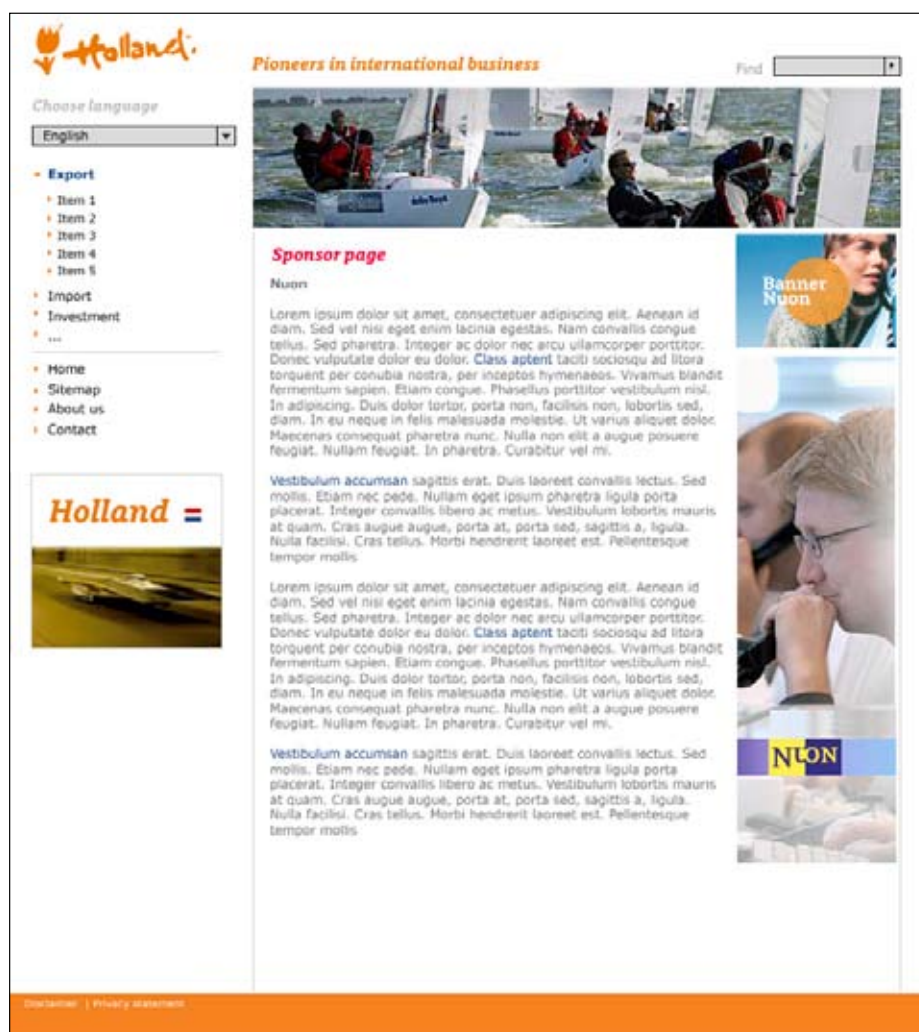 Holland.
Pioneers in international business
Find
Choose language
English
Export
Item 1
Item 2
Item 3
Item 4
Item 5
Import
Investment
...
Home
Sitemap
About us
Contact
Holland
Sponsor page
Nuon
Lorem ipsum dolor sit amet, consectetuer adipiscing elit. Aenean id
diam. Sed vel nisi eget enim lacinia egestas. Nam convallis congue
tellus. Sed pharetra. Integer ac dolor nec arcu ullamcorper porttitor.
Donec vulputate dolor eu dolor. Class aptent taciti sociosqu ad litora
torquent per conubia nostra, per inceptos hymenaeos. Vivamus blandit
fermentum sapien. Etiam congue. Phasellus porttitor vestibulum nisl.
In adipiscing. Duis dolor tortor, porta non, facilisis non, lobortis sed,
diam. In eu neque in felis malesuada molestie. Ut varius aliquet dolor.
Maecenas consequat pharetra nunc. Nulla non elit a augue posuere
feugiat. Nullam feugiat. In pharetra. Curabitur vel mi.
Vestibulum accumsan sagittis erat. Duis laoreet convallis lectus. Sed
mollis. Etiam nec pede. Nullam eget ipsum pharetra ligula porta
placerat. Integer convallis libero ac metus. Vestibulum lobortis mauris
at quam. Cras augue augue, porta at, porta sed, sagittis a, ligula.
Nulla facilisi. Cras tellus. Morbi hendrerit laoreet est. Pellentesque
tempor mollis
Lorem ipsum dolor sit amet, consectetuer adipiscing elit. Aenean id
diam. Sed vel nisi eget enim lacinia egestas. Nam convallis congue
tellus. Sed pharetra. Integer ac dolor nec arcu ullamcorper porttitor.
Donec vulputate dolor eu dolor. Class aptent taciti sociosqu ad litora
torquent per conubia nostra, per inceptos hymenaeos. Vivamus blandit
fermentum sapien. Etiam congue. Phasellus porttitor vestibulum nisl.
In adipiscing. Duis dolor tortor, porta non, facilisis non, lobortis sed,
diam. In eu neque in felis malesuada molestie. Ut varius aliquet dolor.
Maecenas consequat pharetra nunc. Nulla non elit a augue posuere
feugiat. Nullam feugiat. In pharetra. Curabitur vel mi.
Vestibulum accumsan sagittis erat. Duis laoreet convallis lectus. Sed
mollis. Etiam nec pede. Nullam eget ipsum pharetra ligula porta
placerat. Integer convallis libero ac metus. Vestibulum lobortis mauris
at quam. Cras augue augue, porta at, porta sed, sagittis a, ligula.
Nulla facilisi. Cras tellus. Morbi hendrerit laoreet est. Pellentesque
tempor mollis
Banner
Nuon
NUON
Disclaimer | Privacy statement